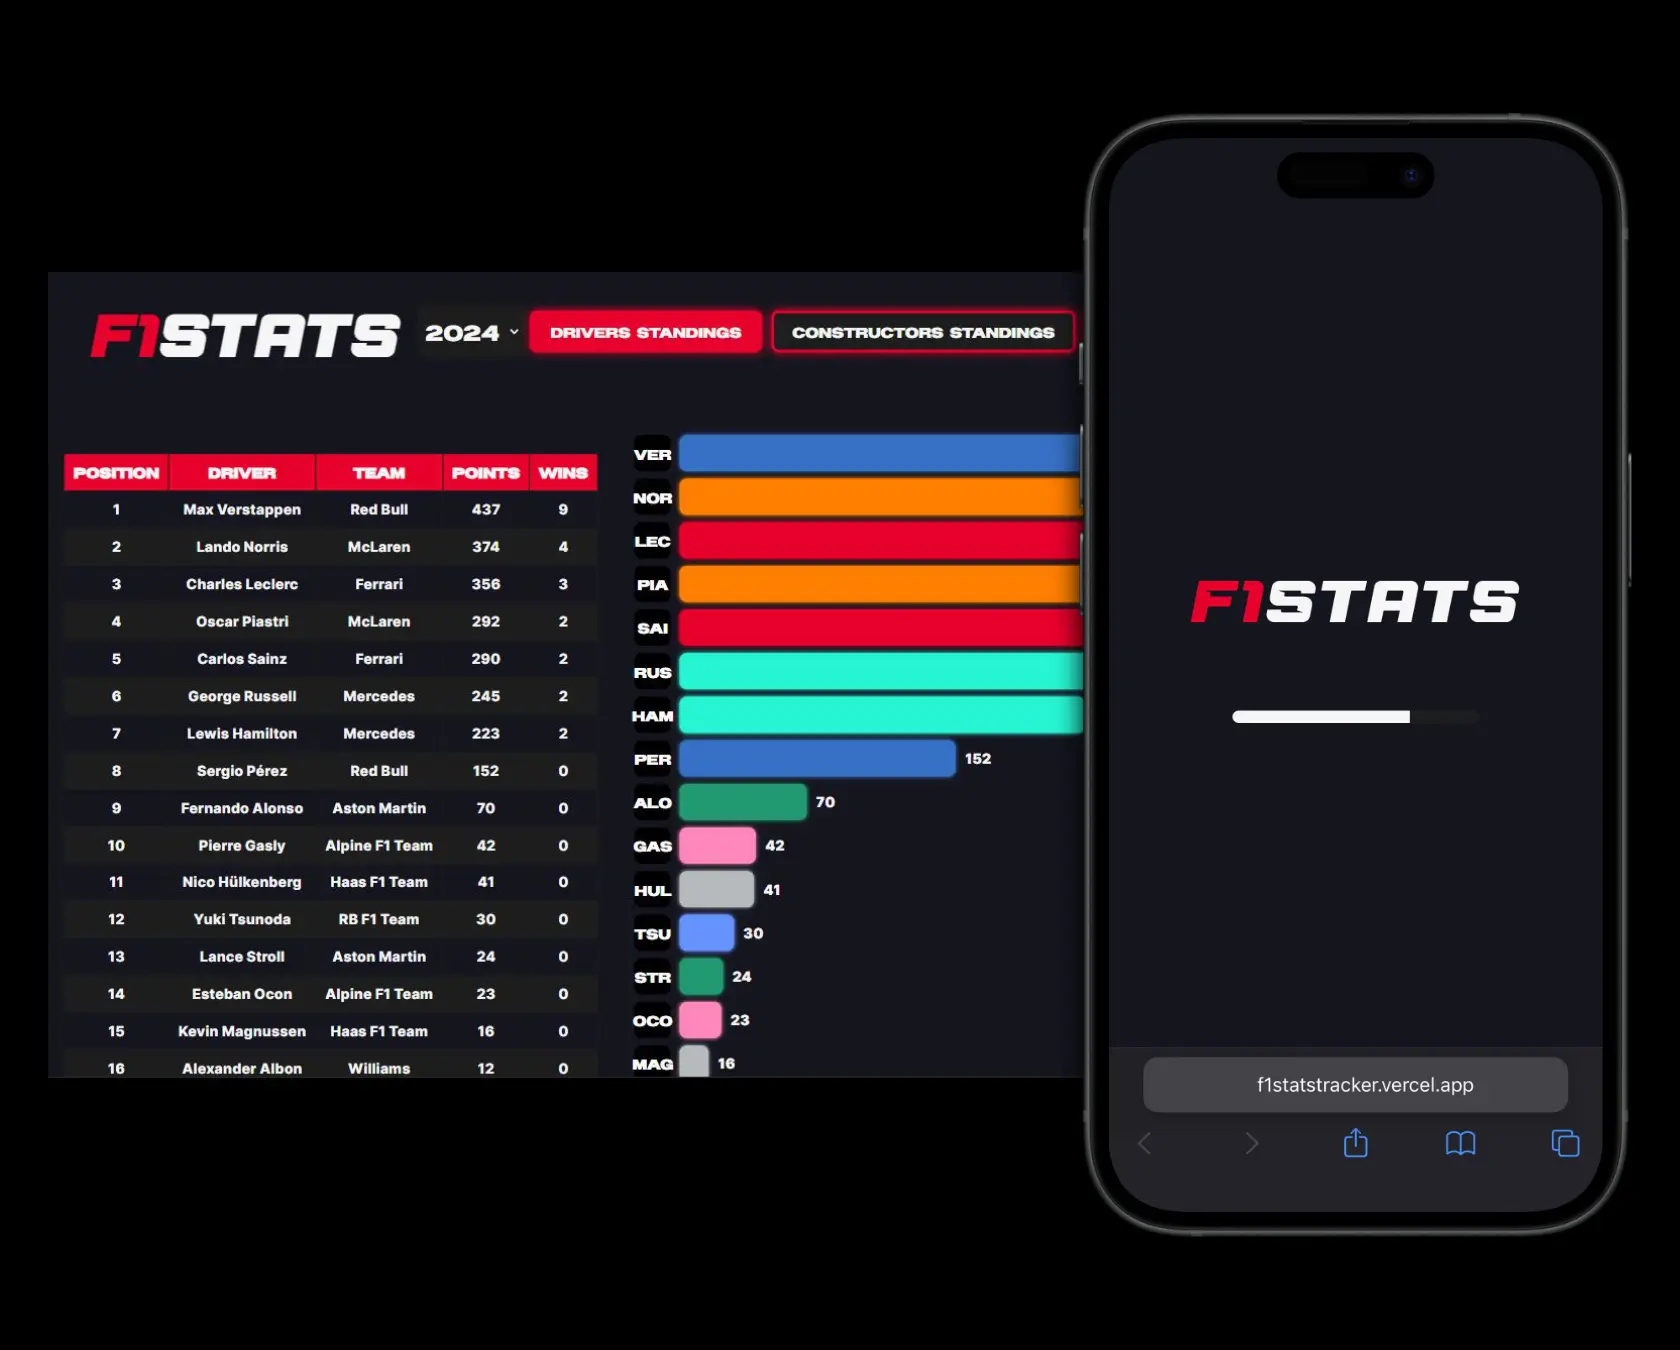 F1STATS 2024 DRIVERS STANDINGS CONSTRUCTORS STANDINGS
POSITION DRIVER TEAM POINTS WINS
1 Max Verstappen Red Bull 437 9
2 Lando Norris McLaren 374 4
3 Charles Leclerc Ferrari 356 3
4 Oscar Piastri McLaren 292 2
5 Carlos Sainz Ferrari 290 2
6 George Russell Mercedes 245 2
7 Lewis Hamilton Mercedes 223 2
8 Sergio Pérez Red Bull 152 0
9 Fernando Alonso Aston Martin 70 0
10 Pierre Gasly Alpine F1 Team 42 0
11 Nico Hülkenberg Haas F1 Team 41 0
12 Yuki Tsunoda RB F1 Team 30 0
13 Lance Stroll Aston Martin 24 0
14 Esteban Ocon Alpine F1 Team 23 0
15 Kevin Magnussen Haas F1 Team 16 0
16 Alexander Albon Williams 12 0
VER
NOR
LEC
PIA
SAI
RUS
HAM
PER 152
ALO 70
GAS 42
HUL 41
TSU 30
STR 24
OCO 23
MAG 16
F1STATS
f1statstracker.vercel.app